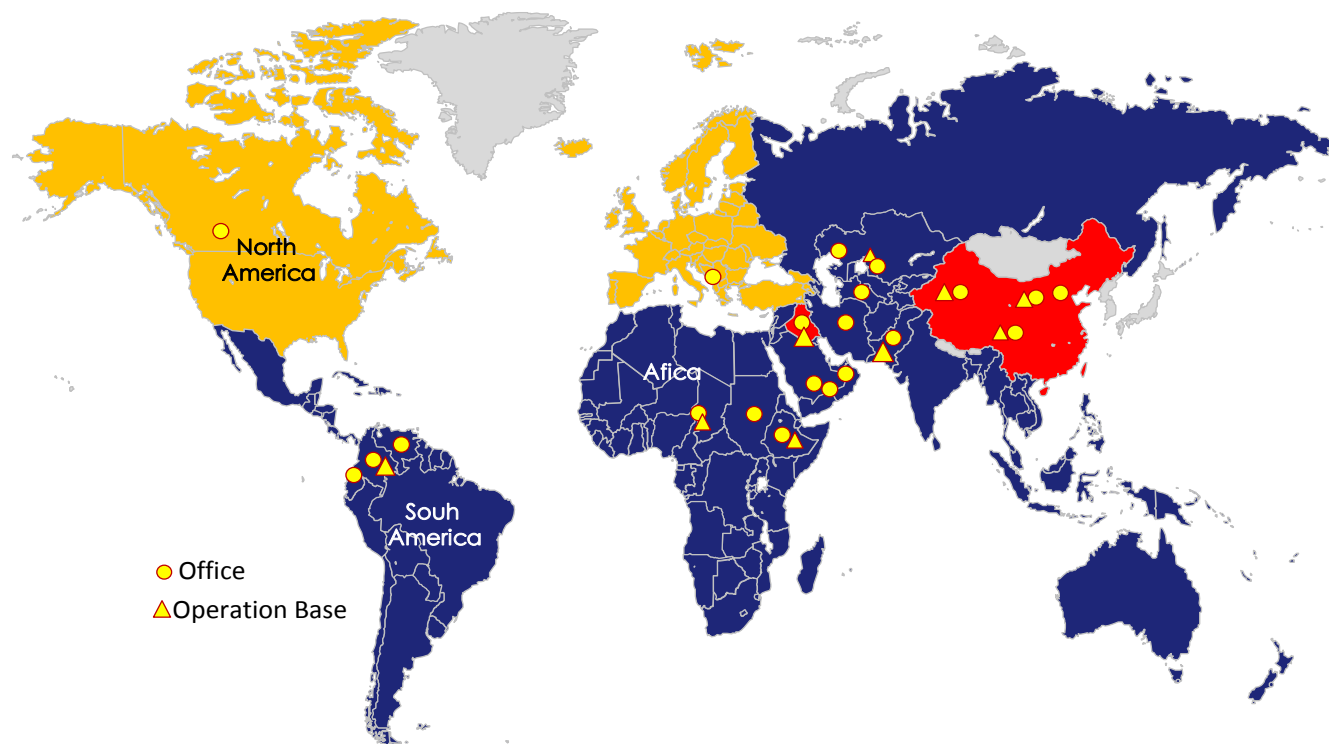 North
America
Afica
Souh
America
Office
Operation Base